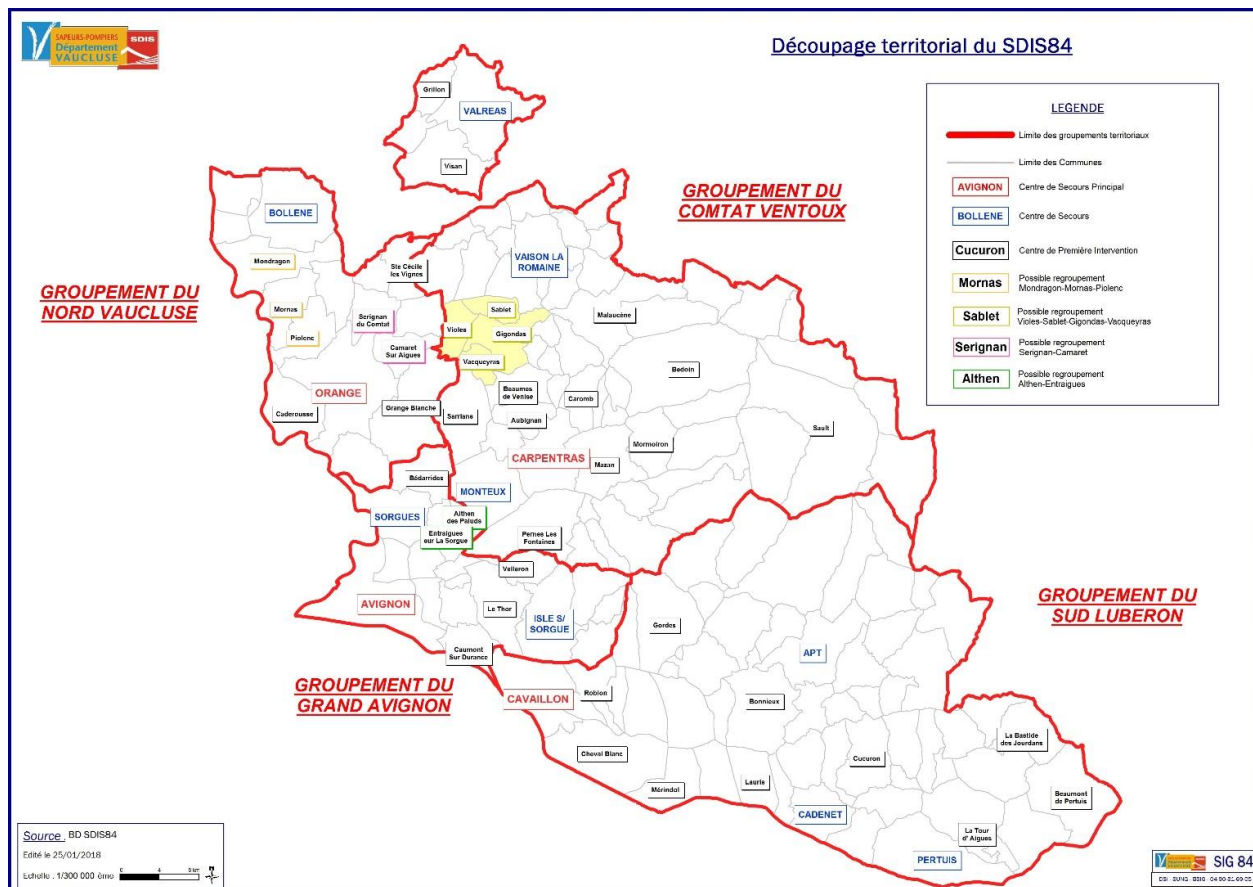 SAPEURS-POMPIERS
Département
VAUCLUSE
SDIS
Découpage territorial du SDIS84
LEGENDE
Limite des groupements territoriaux
Limite des Communes
AVIGNON Centre de Secours Principal
BOLLENE Centre de Secours
Cucuron Centre de Première Intervention
Mornas Possible regroupement
Mondragon-Mornas-Piolenc
Sablet Possible regroupement
Violes-Sablet-Gigondas-Vacqueyras
Serignan Possible regroupement
Serignan-Camaret
Althen Possible regroupement
Althen-Entraigues
GROUPEMENT DU
COMTAT VENTOUX
GROUPEMENT DU
NORD VAUCLUSE
GROUPEMENT DU
SUD LUBERON
GROUPEMENT DU
GRAND AVIGNON
Grillon
VALREAS
Visan
BOLLENE
Mondragon
Ste Cécile
les Vignes
VAISON LA
ROMAINE
Mornas
Serignan
du Comtat
Sablet
Malaucène
Piolenc
Violes
Gigondas
Camaret
Sur Aigues
Vacqueyras
Bedoin
ORANGE
Beaumes
de Venise
Caromb
Caderousse
Grange Blanche
Sarrians
Aubignan
Sault
Mormoiron
CARPENTRAS
Mazan
Bédarrides
MONTEUX
SORGUES
Althen
des Paluds
Entraigues
sur La Sorgue
Pernes Les
Fontaines
Velleron
AVIGNON
Le Thor
ISLE S/
SORGUE
Gordes
APT
Caumont
Sur Durance
CAVAILLON
Robion
Bonnieux
La Bastide
des Jourdans
Cheval Blanc
Cucuron
Mérindol
Lauris
Beaumont
de Pertuis
CADENET
La Tour
d'Aigues
PERTUIS
Source : BD SDIS84
Edité le 25/01/2018
Echelle : 1/300 000 ème
SIG 84